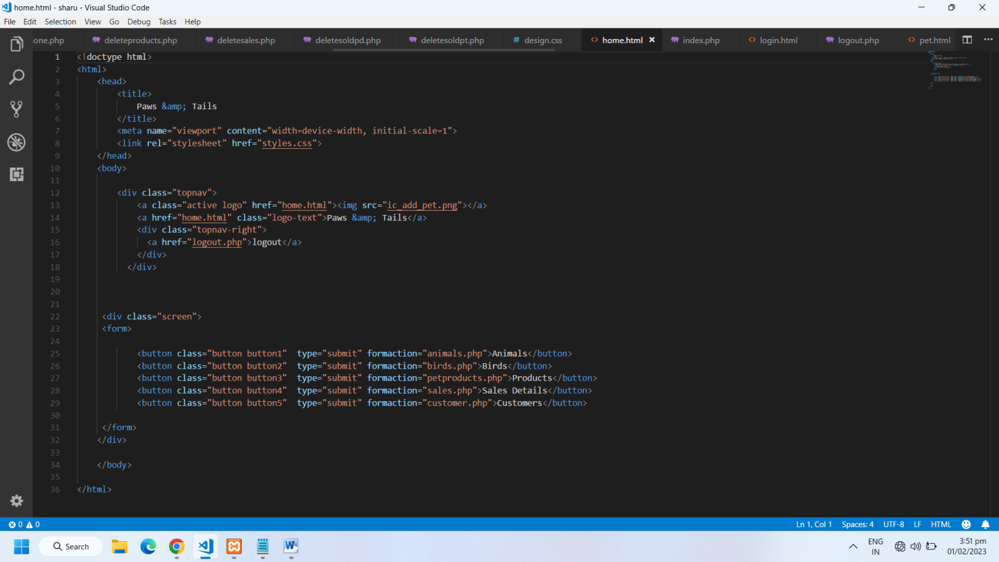 home.html - sharu - Visual Studio Code
File Edit Selection View Go Debug Tasks Help
one.php deleteproducts.php deletesales.php deletesoldpd.php deletesoldpt.php # design.css <> home.html × index.php <> login.html logout.php <> pet.html ...
1 <!doctype html>
2 <html>
3 <head>
4 <title>
5 Paws &amp; Tails
6 </title>
7 <meta name="viewport" content="width=device-width, initial-scale=1">
8 <link rel="stylesheet" href="styles.css">
9 </head>
10 <body>
11
12 <div class="topnav">
13 <a class="active logo" href="home.html"><img src="ic_add_pet.png"></a>
14 <a href="home.html" class="logo-text">Paws &amp; Tails</a>
15 <div class="topnav-right">
16 <a href="logout.php">logout</a>
17 </div>
18 </div>
19
20
21
22 <div class="screen">
23 <form>
24
25 <button class="button button1"  type="submit" formaction="animals.php">Animals</button>
26 <button class="button button2"  type="submit" formaction="birds.php">Birds</button>
27 <button class="button button3"  type="submit" formaction="petproducts.php">Products</button>
28 <button class="button button4"  type="submit" formaction="sales.php">Sales Details</button>
29 <button class="button button5"  type="submit" formaction="customer.php">Customers</button>
30
31 </form>
32 </div>
33
34 </body>
35
36 </html>
0 0 Ln 1, Col 1 Spaces: 4 UTF-8 LF HTML
Search W ENG IN 3:51 pm 01/02/2023